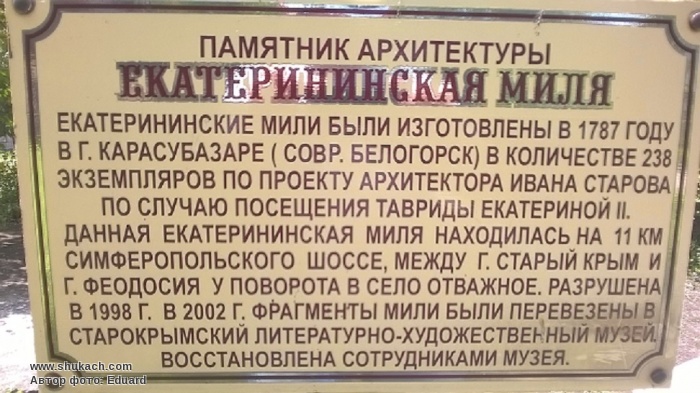 ПАМЯТНИК АРХИТЕКТУРЫ
ЕКАТЕРИНИНСКАЯ МИЛЯ
ЕКАТЕРИНИНСКИЕ МИЛИ БЫЛИ ИЗГОТОВЛЕНЫ В 1787 ГОДУ
В Г. КАРАСУБАЗАРЕ ( СОВР. БЕЛОГОРСК) В КОЛИЧЕСТВЕ 238
ЭКЗЕМПЛЯРОВ ПО ПРОЕКТУ АРХИТЕКТОРА ИВАНА СТАРОВА
ПО СЛУЧАЮ ПОСЕЩЕНИЯ ТАВРИДЫ ЕКАТЕРИНОЙ II.
ДАННАЯ ЕКАТЕРИНИНСКАЯ МИЛЯ НАХОДИЛАСЬ НА 11 КМ
СИМФЕРОПОЛЬСКОГО ШОССЕ, МЕЖДУ Г. СТАРЫЙ КРЫМ И
Г. ФЕОДОСИЯ У ПОВОРОТА В СЕЛО ОТВАЖНОЕ. РАЗРУШЕНА
В 1998 Г. В 2002 Г. ФРАГМЕНТЫ МИЛИ БЫЛИ ПЕРЕВЕЗЕНЫ В
СТАРОКРЫМСКИЙ ЛИТЕРАТУРНО-ХУДОЖЕСТВЕННЫЙ МУЗЕЙ.
ВОССТАНОВЛЕНА СОТРУДНИКАМИ МУЗЕЯ.
www.shukach.com
Автор фото: Eduard